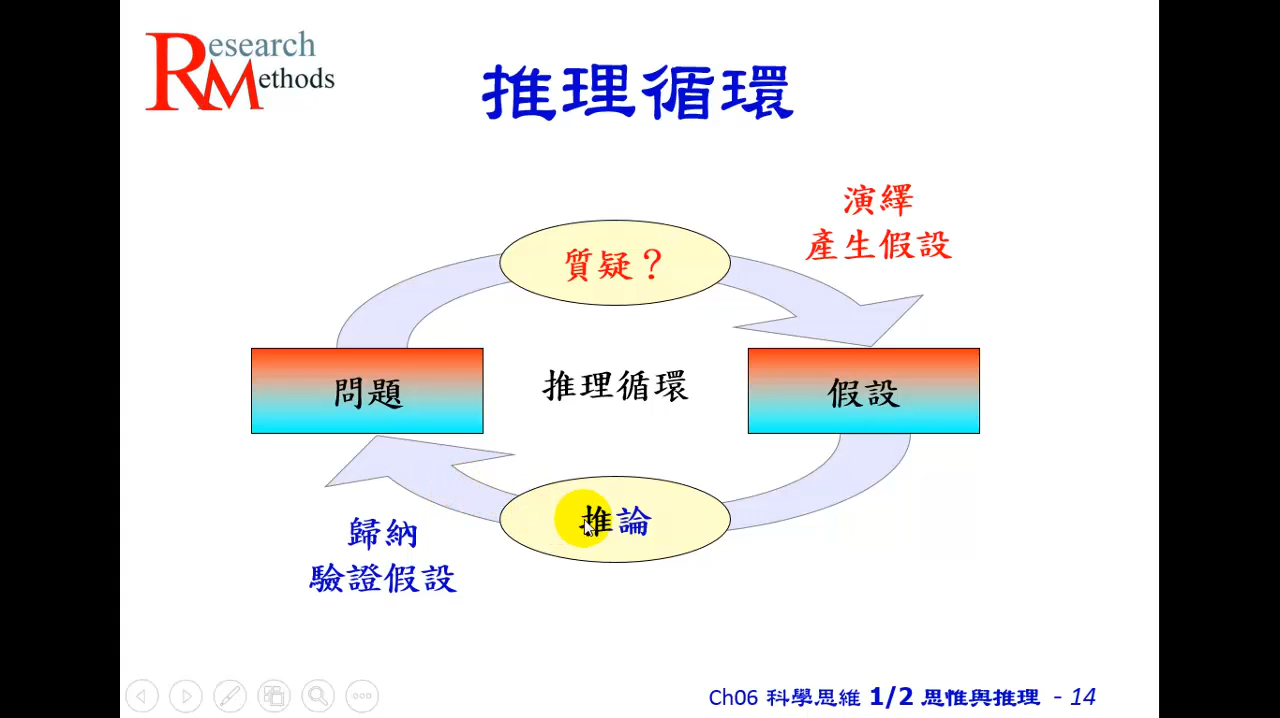 Research
Methods
推理循環
演繹
產生假設
質疑？
問題
推理循環
假設
推論
歸納
驗證假設
Ch06 科學思維 1/2 思惟與推理 - 14